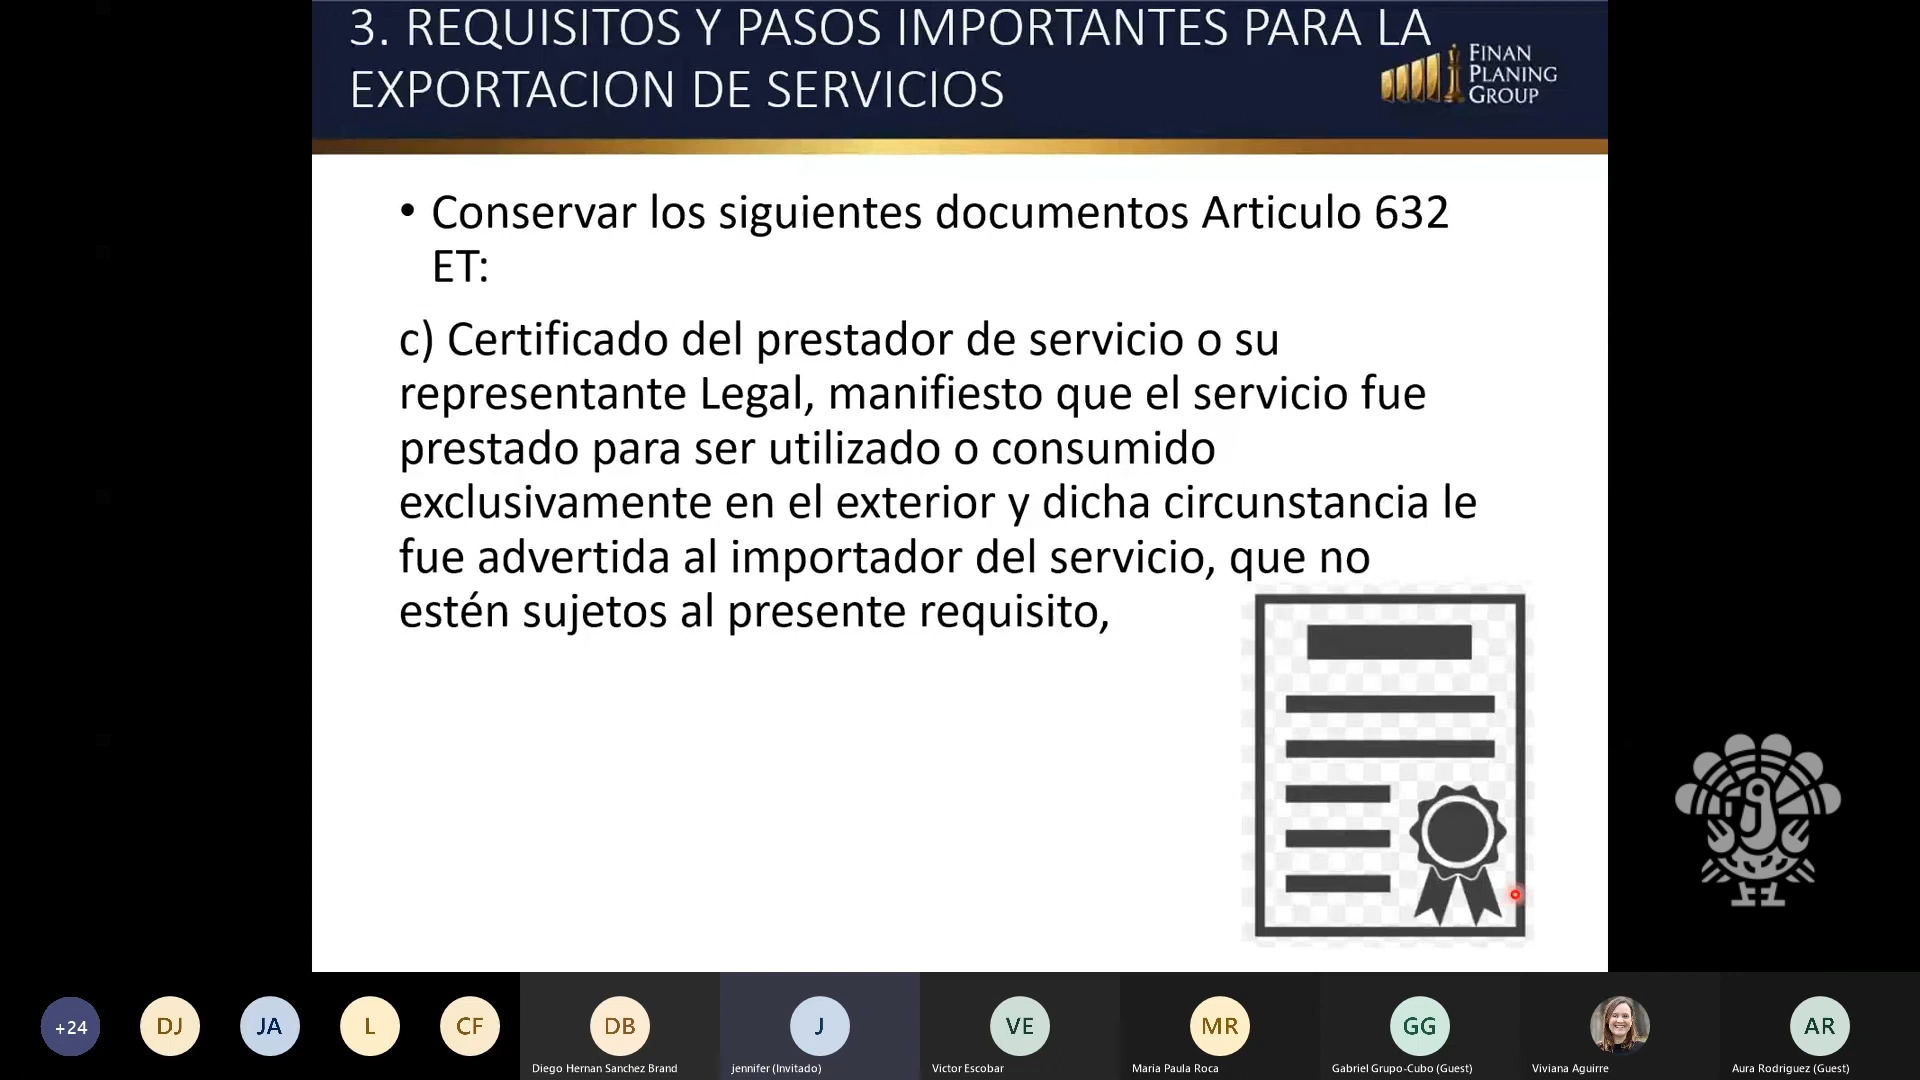 3. REQUISITOS Y PASOS IMPORTANTES PARA LA
EXPORTACION DE SERVICIOS
FINAN
PLANING
GROUP
• Conservar los siguientes documentos Articulo 632
ET:
c) Certificado del prestador de servicio o su
representante Legal, manifiesto que el servicio fue
prestado para ser utilizado o consumido
exclusivamente en el exterior y dicha circunstancia le
fue advertida al importador del servicio, que no
estén sujetos al presente requisito,
+24
DJ
JA
L
CF
DB
J
VE
MR
GG
AR
Diego Hernan Sanchez Brand
jennifer (Invitado)
Victor Escobar
Maria Paula Roca
Gabriel Grupo-Cubo (Guest)
Viviana Aguirre
Aura Rodriguez (Guest)